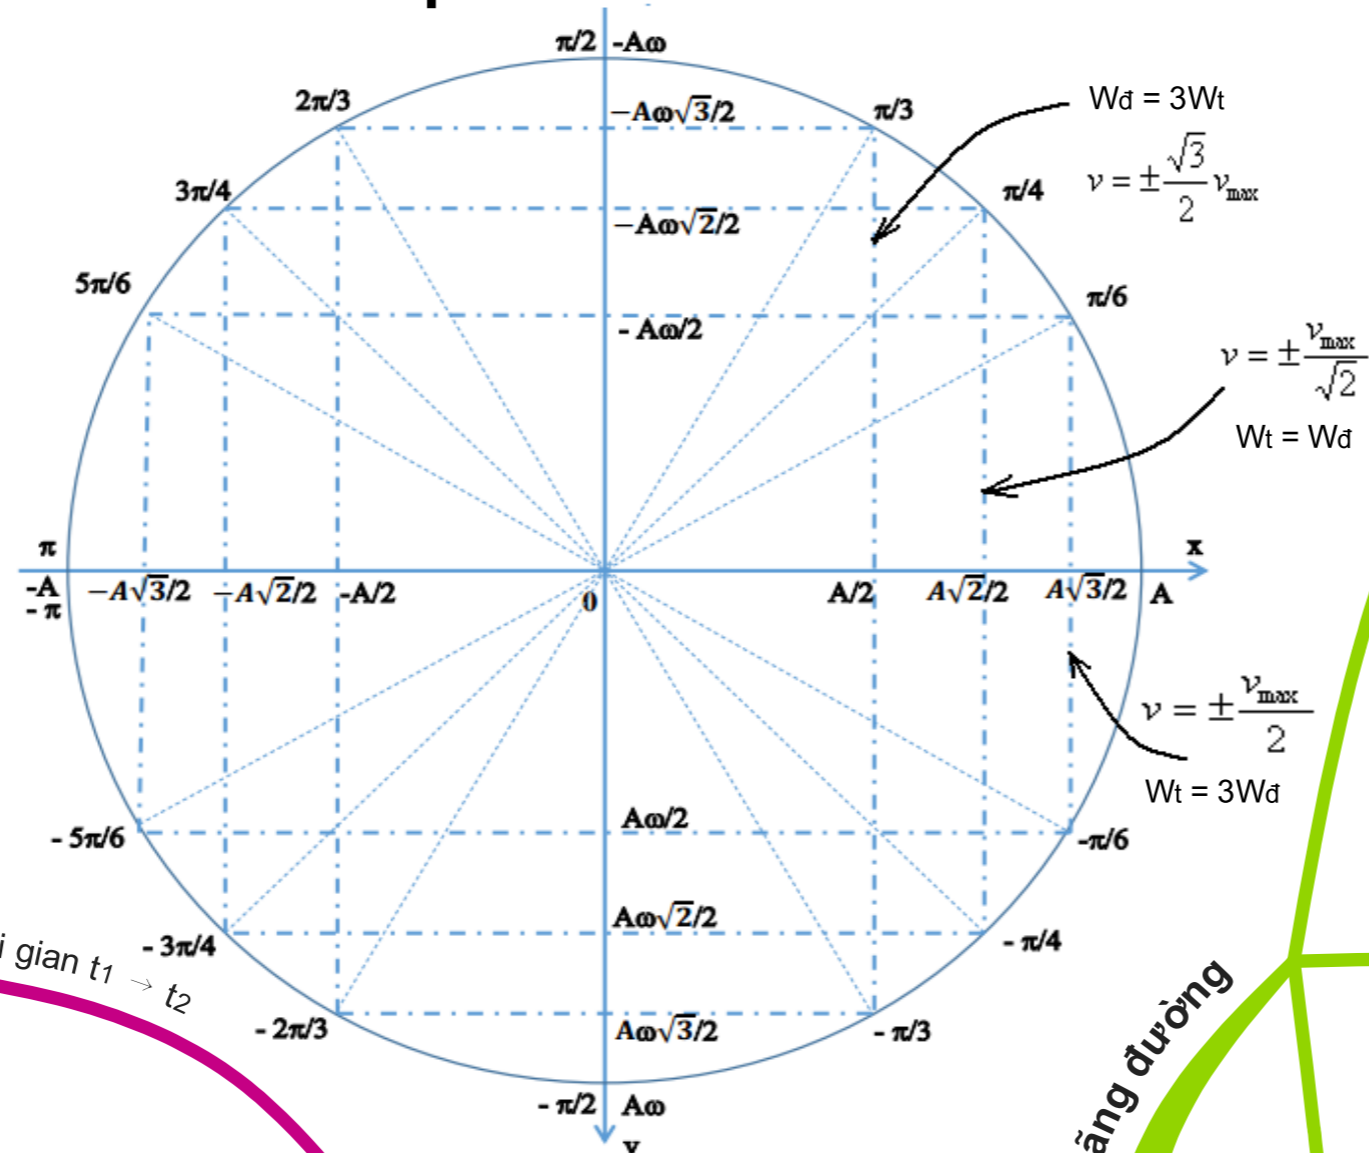 π/2 -Aω
2π/3
−Aω√3/2
π/3
Wđ = 3Wt
v = ±√3/2 vmax
3π/4
−Aω√2/2
π/4
5π/6
- Aω/2
π/6
v = ±vmax/√2
Wt = Wđ
π
x
-A −A√3/2 −A√2/2 -A/2 0 A/2 A√2/2 A√3/2 A
- π
v = ±vmax/2
Wt = 3Wđ
- 5π/6
Aω/2
-π/6
- 3π/4
Aω√2/2
- π/4
gian t1 → t2
- 2π/3
Aω√3/2
- π/3
- π/2 Aω
v
đường